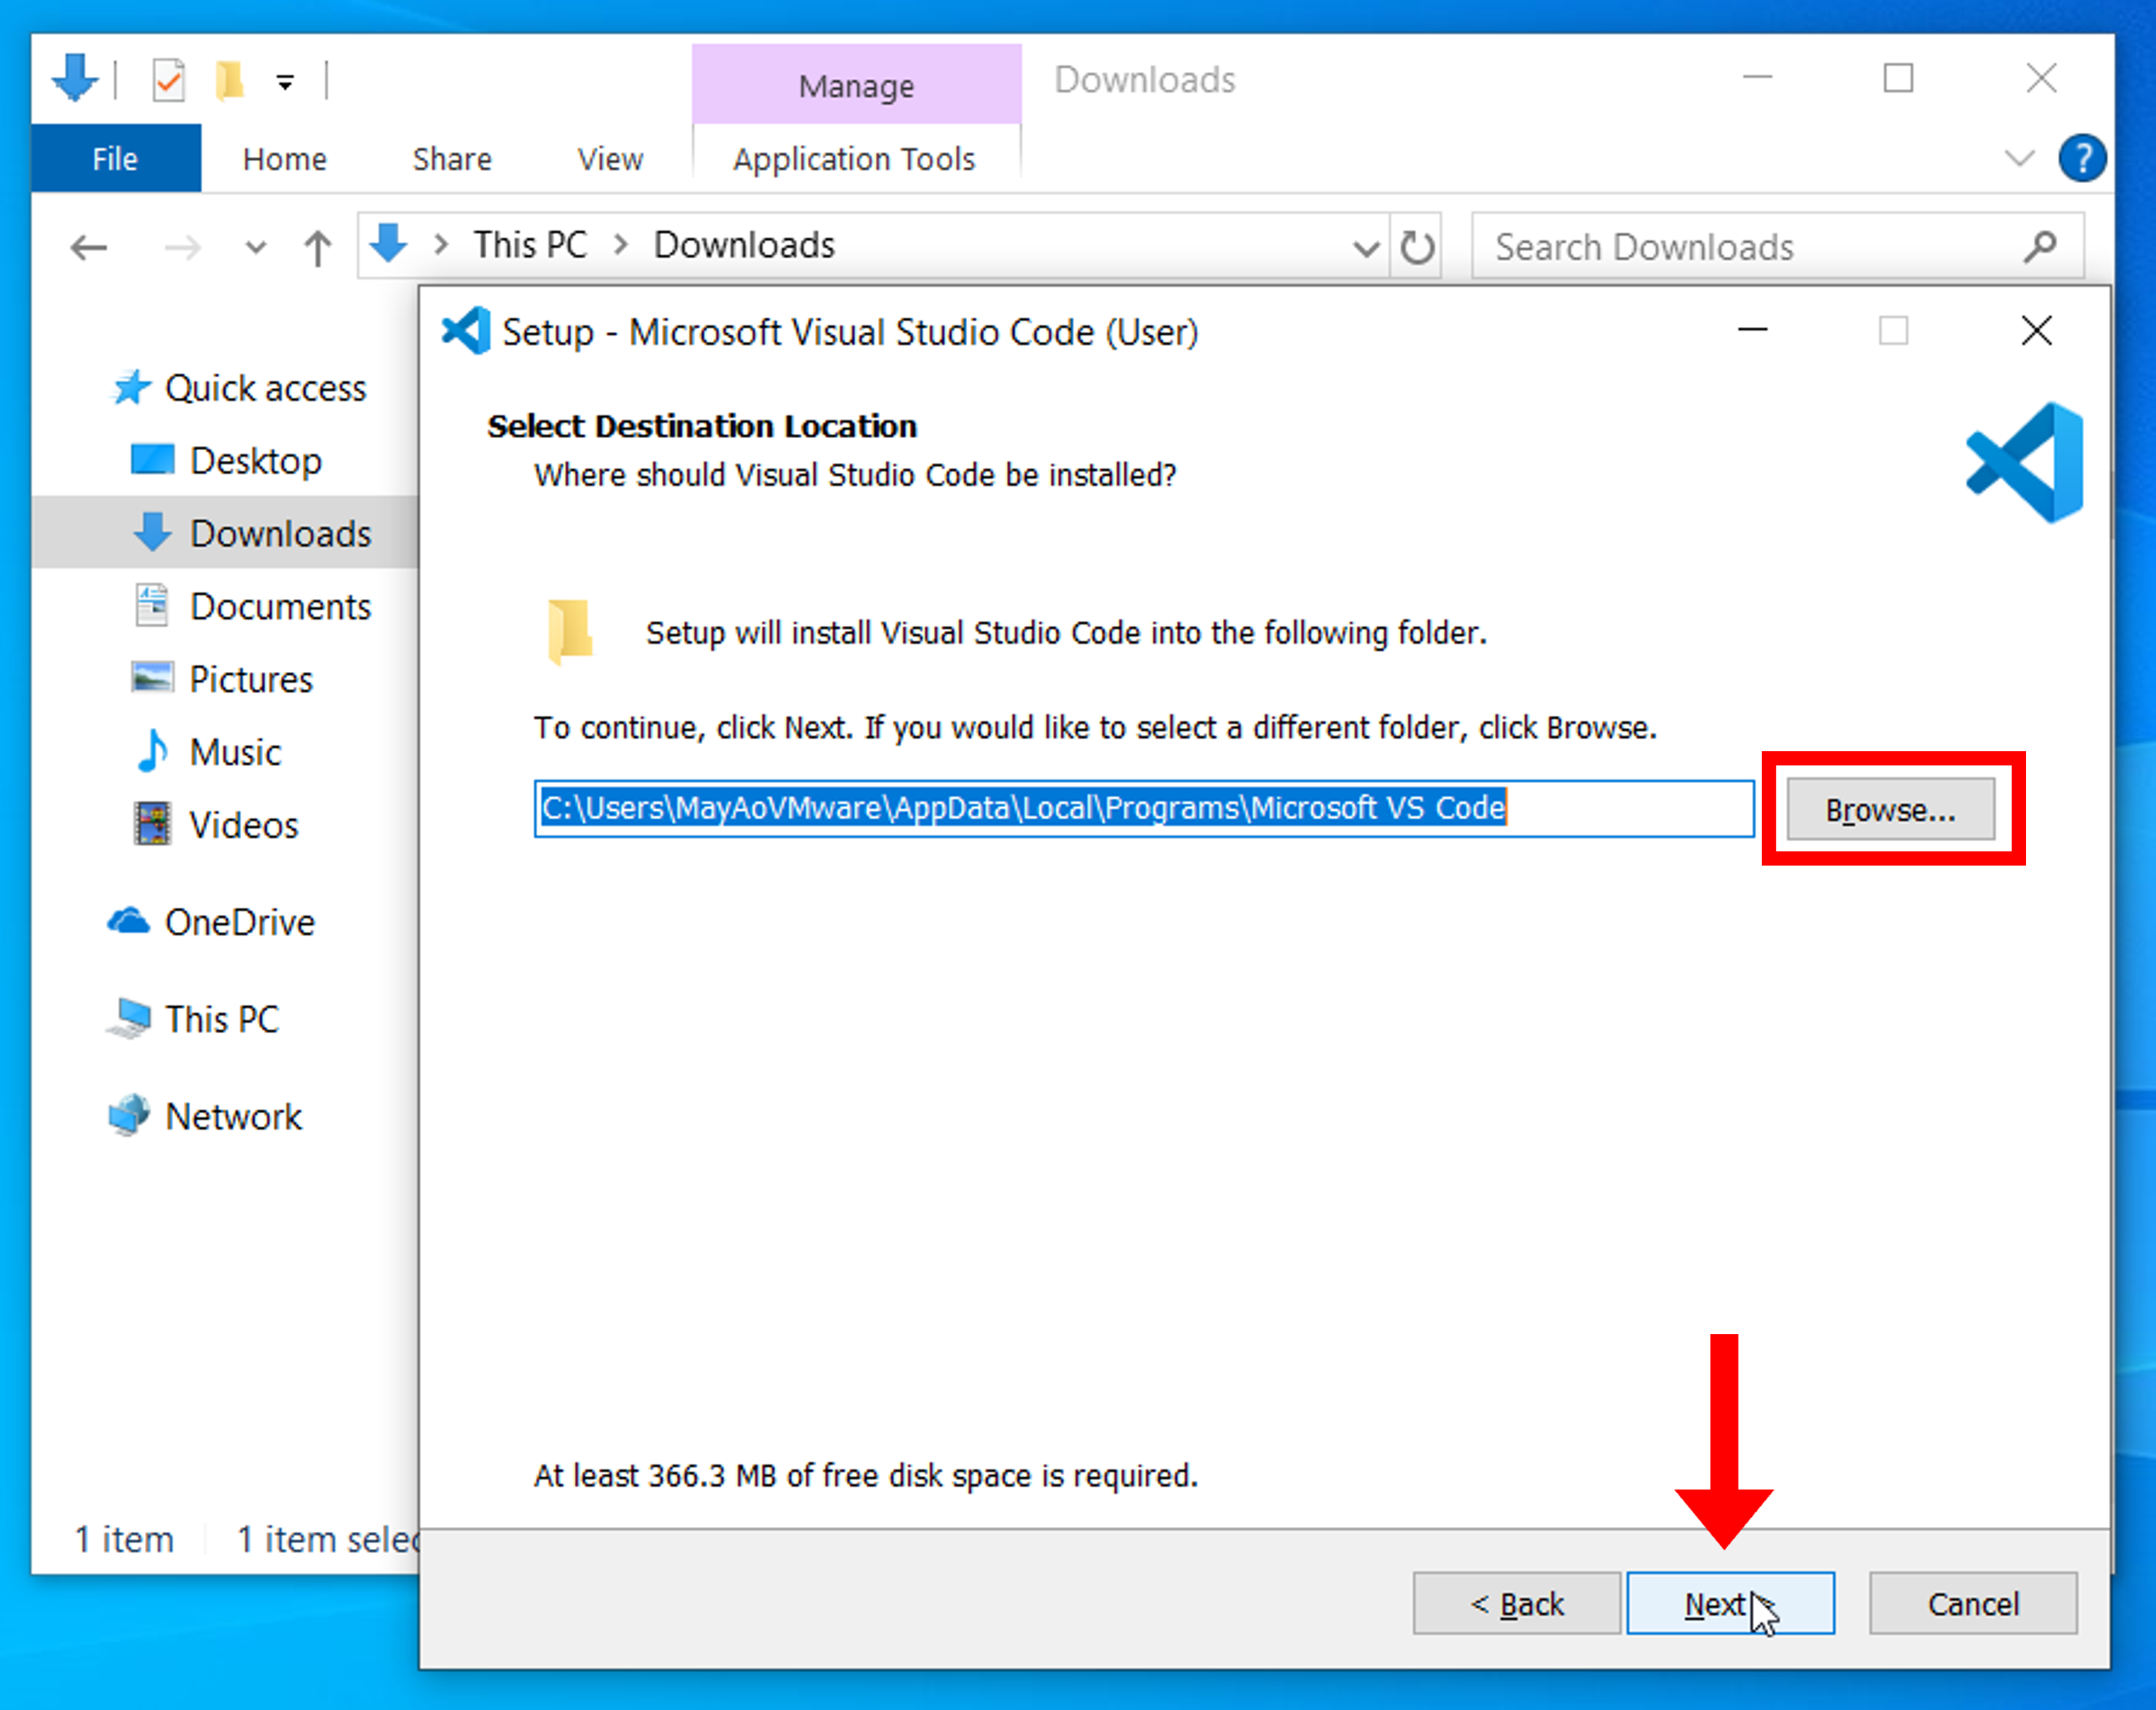 Manage
Downloads
File
Home
Share
View
Application Tools
?
This PC
Downloads
Search Downloads
Setup - Microsoft Visual Studio Code (User)
Quick access
Desktop
Downloads
Documents
Pictures
Music
Videos
OneDrive
This PC
Network
Select Destination Location
Where should Visual Studio Code be installed?
Setup will install Visual Studio Code into the following folder.
To continue, click Next. If you would like to select a different folder, click Browse.
C:\Users\MayAoVMware\AppData\Local\Programs\Microsoft VS Code
Browse...
At least 366.3 MB of free disk space is required.
1 item
1 item selec
< Back
Next >
Cancel